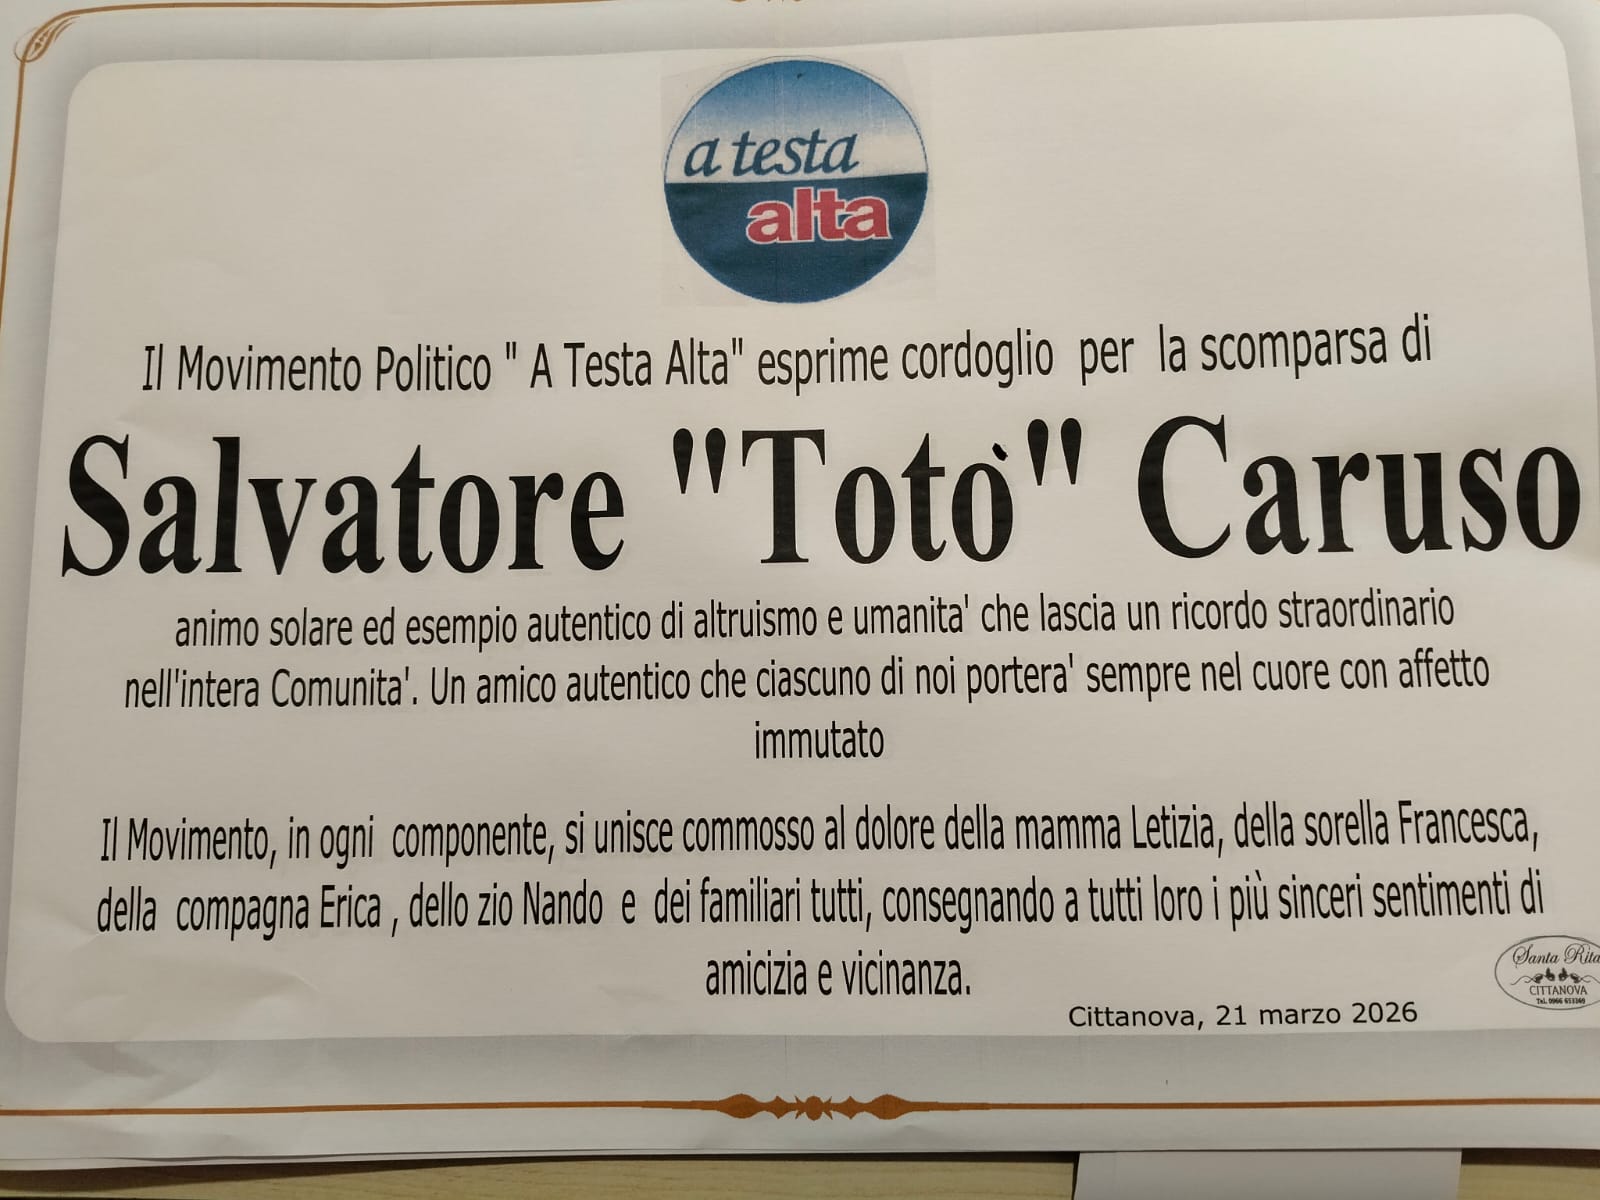 a testa
alta
Il Movimento Politico " A Testa Alta" esprime cordoglio per la scomparsa di
Salvatore "Totò" Caruso
animo solare ed esempio autentico di altruismo e umanita' che lascia un ricordo straordinario
nell'intera Comunita'. Un amico autentico che ciascuno di noi portera' sempre nel cuore con affetto
immutato
Il Movimento, in ogni componente, si unisce commosso al dolore della mamma Letizia, della sorella Francesca,
della compagna Erica , dello zio Nando e dei familiari tutti, consegnando a tutti loro i più sinceri sentimenti di
amicizia e vicinanza.
Cittanova, 21 marzo 2026
Santa Rita
CITTANOVA
Tel. 0966 653369